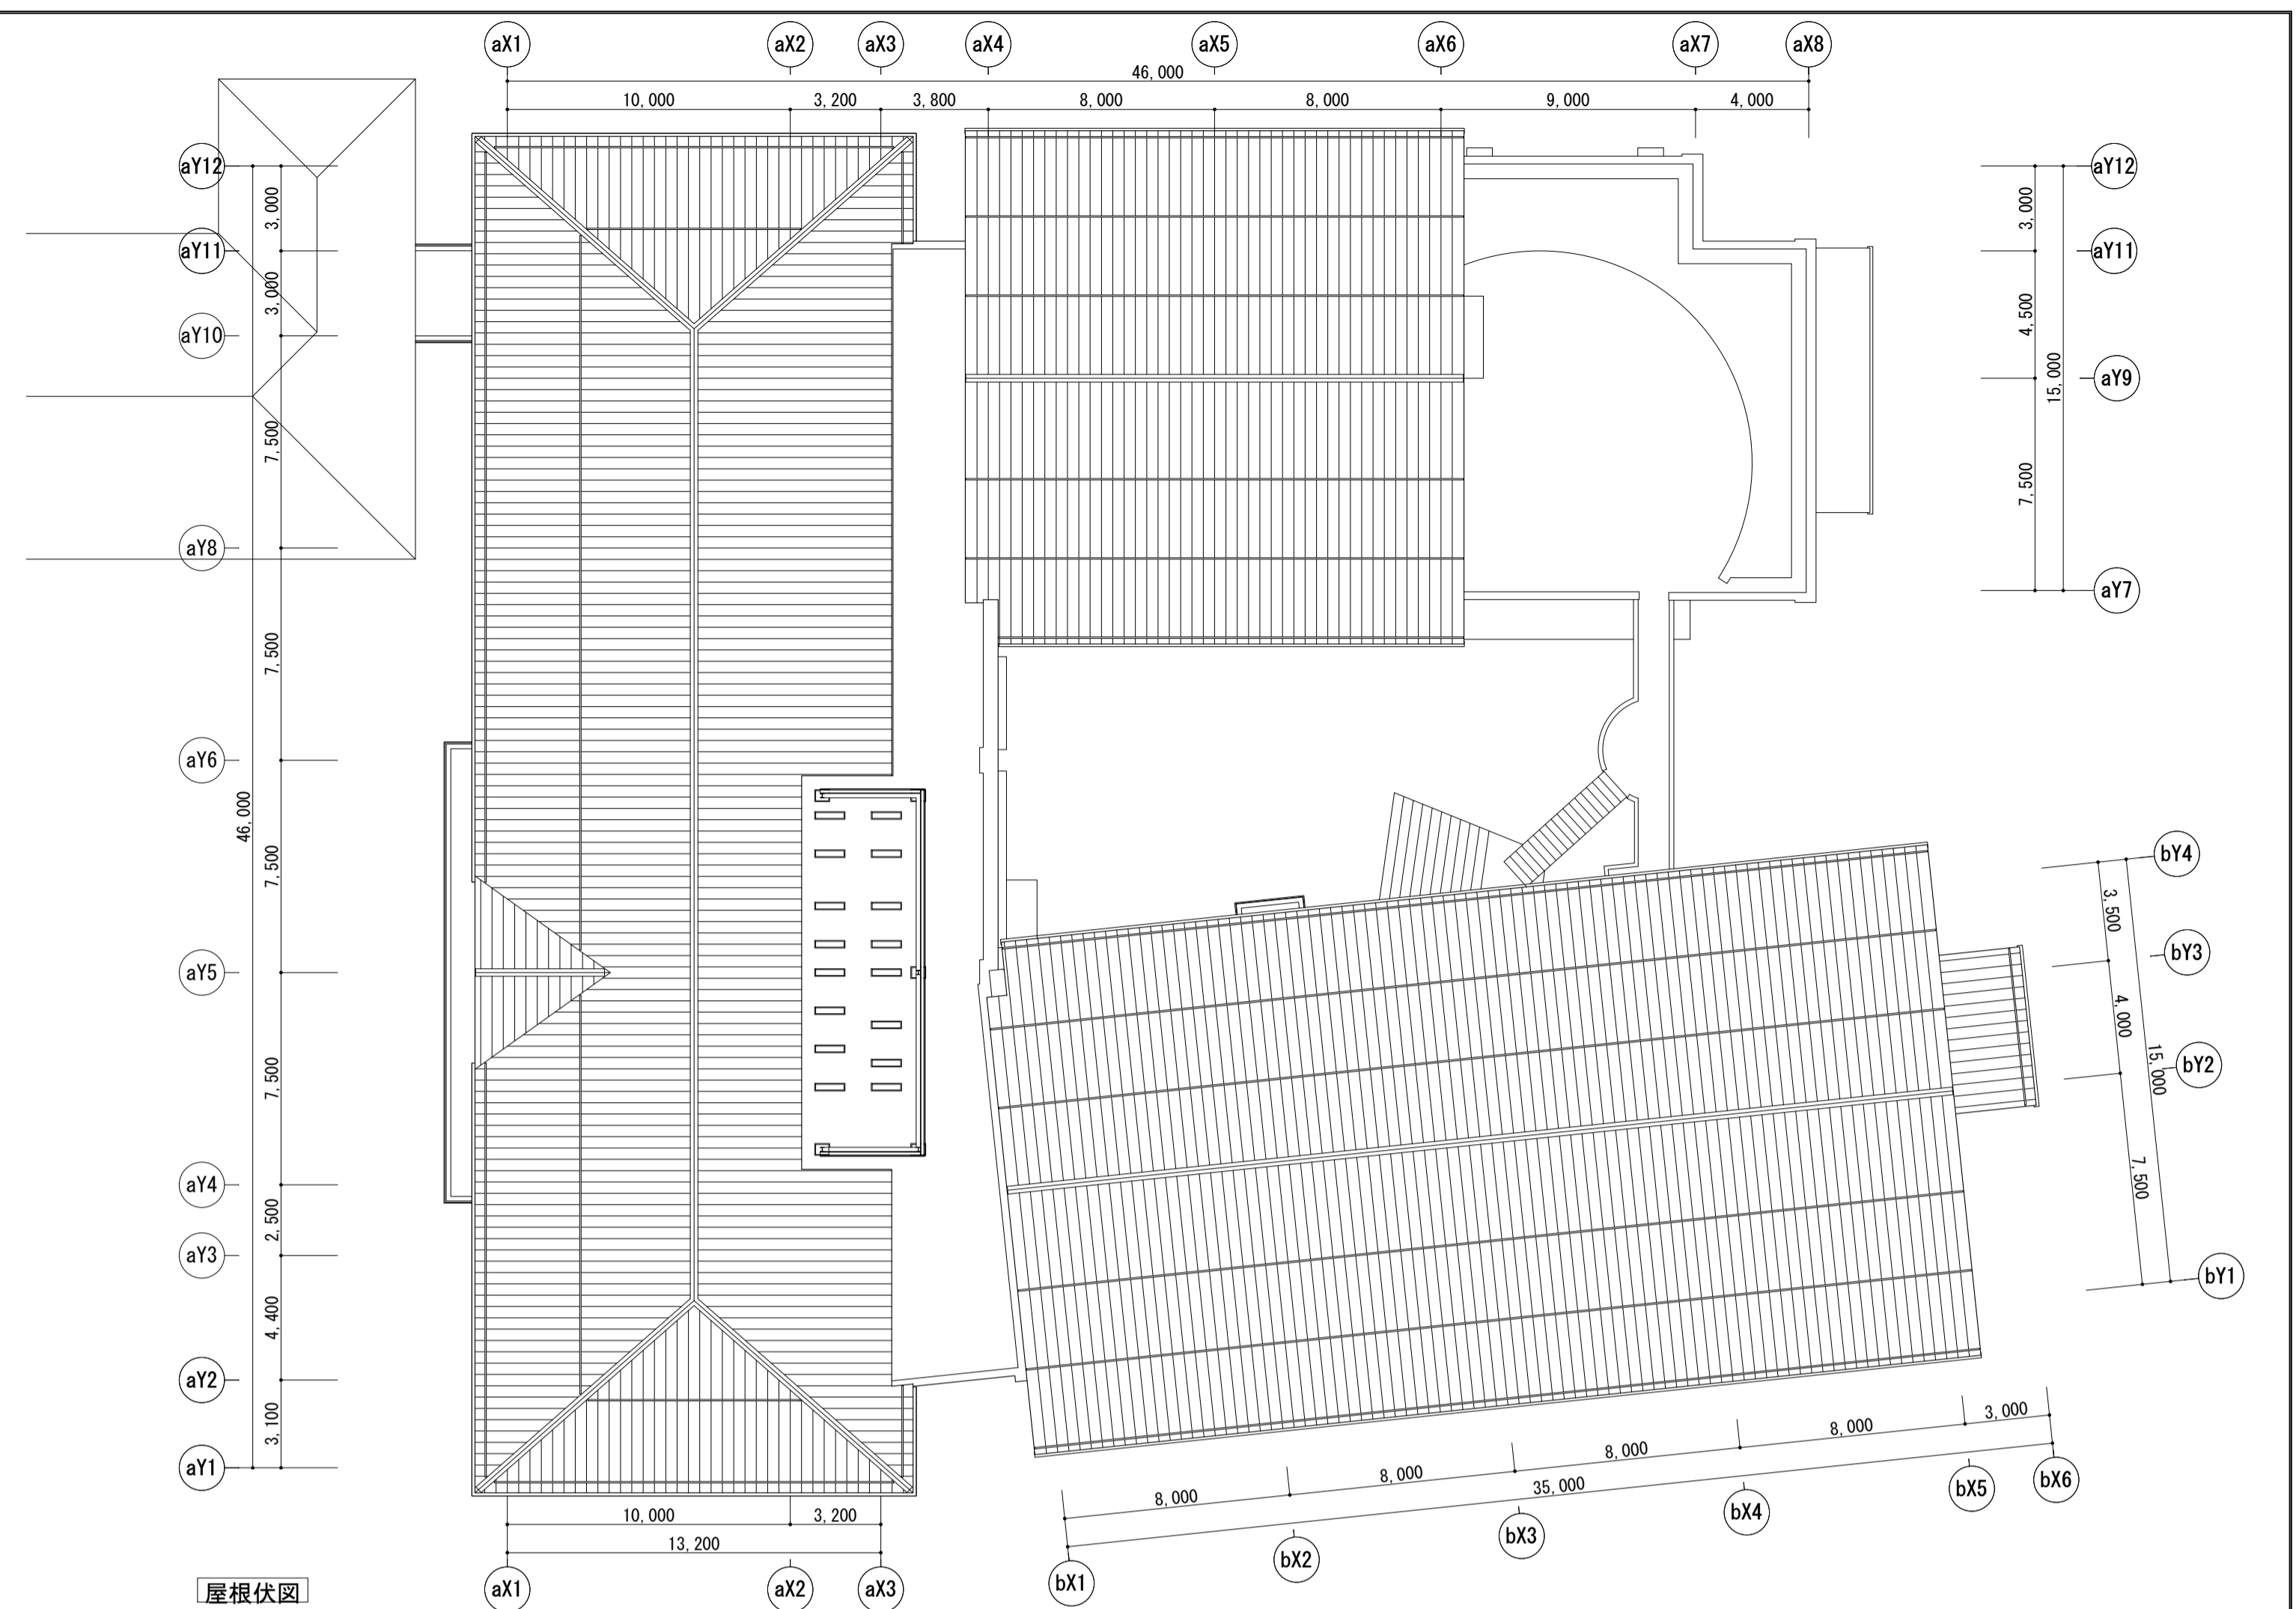 aX1 aX2 aX3 aX4 aX5 aX6 aX7 aX8
46,000
10,000 3,200 3,800 8,000 8,000 9,000 4,000
aY12
3,000
aY11
3,000
aY10
7,500
aY8
7,500
aY6
46,000
7,500
aY5
7,500
aY4
2,500
aY3
4,400
aY2
3,100
aY1
aY12
3,000
aY11
4,500
15,000
aY9
7,500
aY7
bY4
3,500
bY3
4,000
15,000
bY2
7,500
bY1
8,000 8,000 8,000 8,000 3,000
35,000
bX1 bX2 bX3 bX4 bX5 bX6
10,000 3,200
13,200
aX1 aX2 aX3
屋根伏図